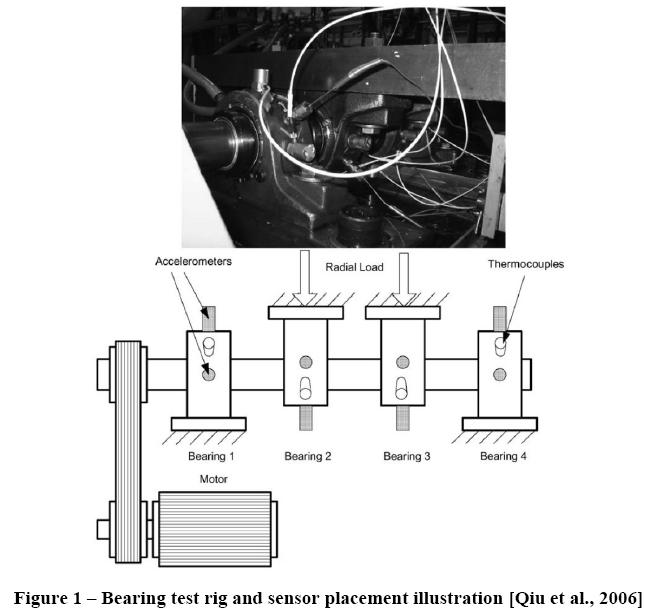 Accelerometers
Radial Load
Thermocouples
Bearing 1
Bearing 2
Bearing 3
Bearing 4
Motor
Figure 1 – Bearing test rig and sensor placement illustration [Qiu et al., 2006]